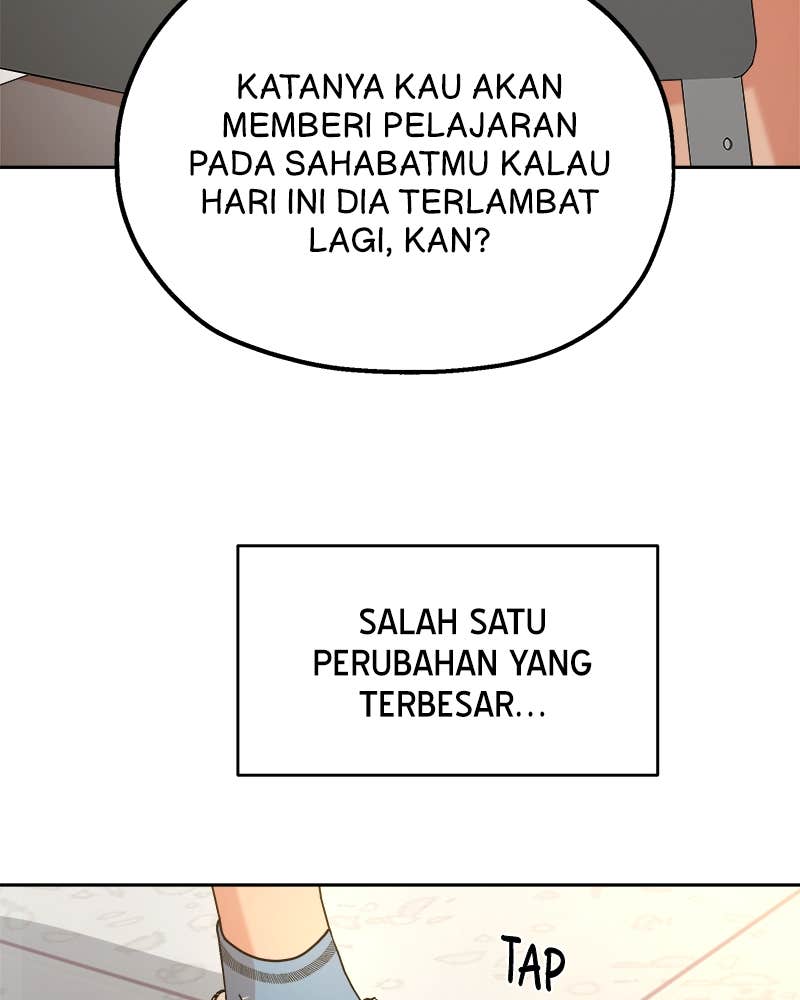 KATANYA KAU AKAN
MEMBERI PELAJARAN
PADA SAHABATMU KALAU
HARI INI DIA TERLAMBAT
LAGI, KAN?
SALAH SATU
PERUBAHAN YANG
TERBESAR...
TAP